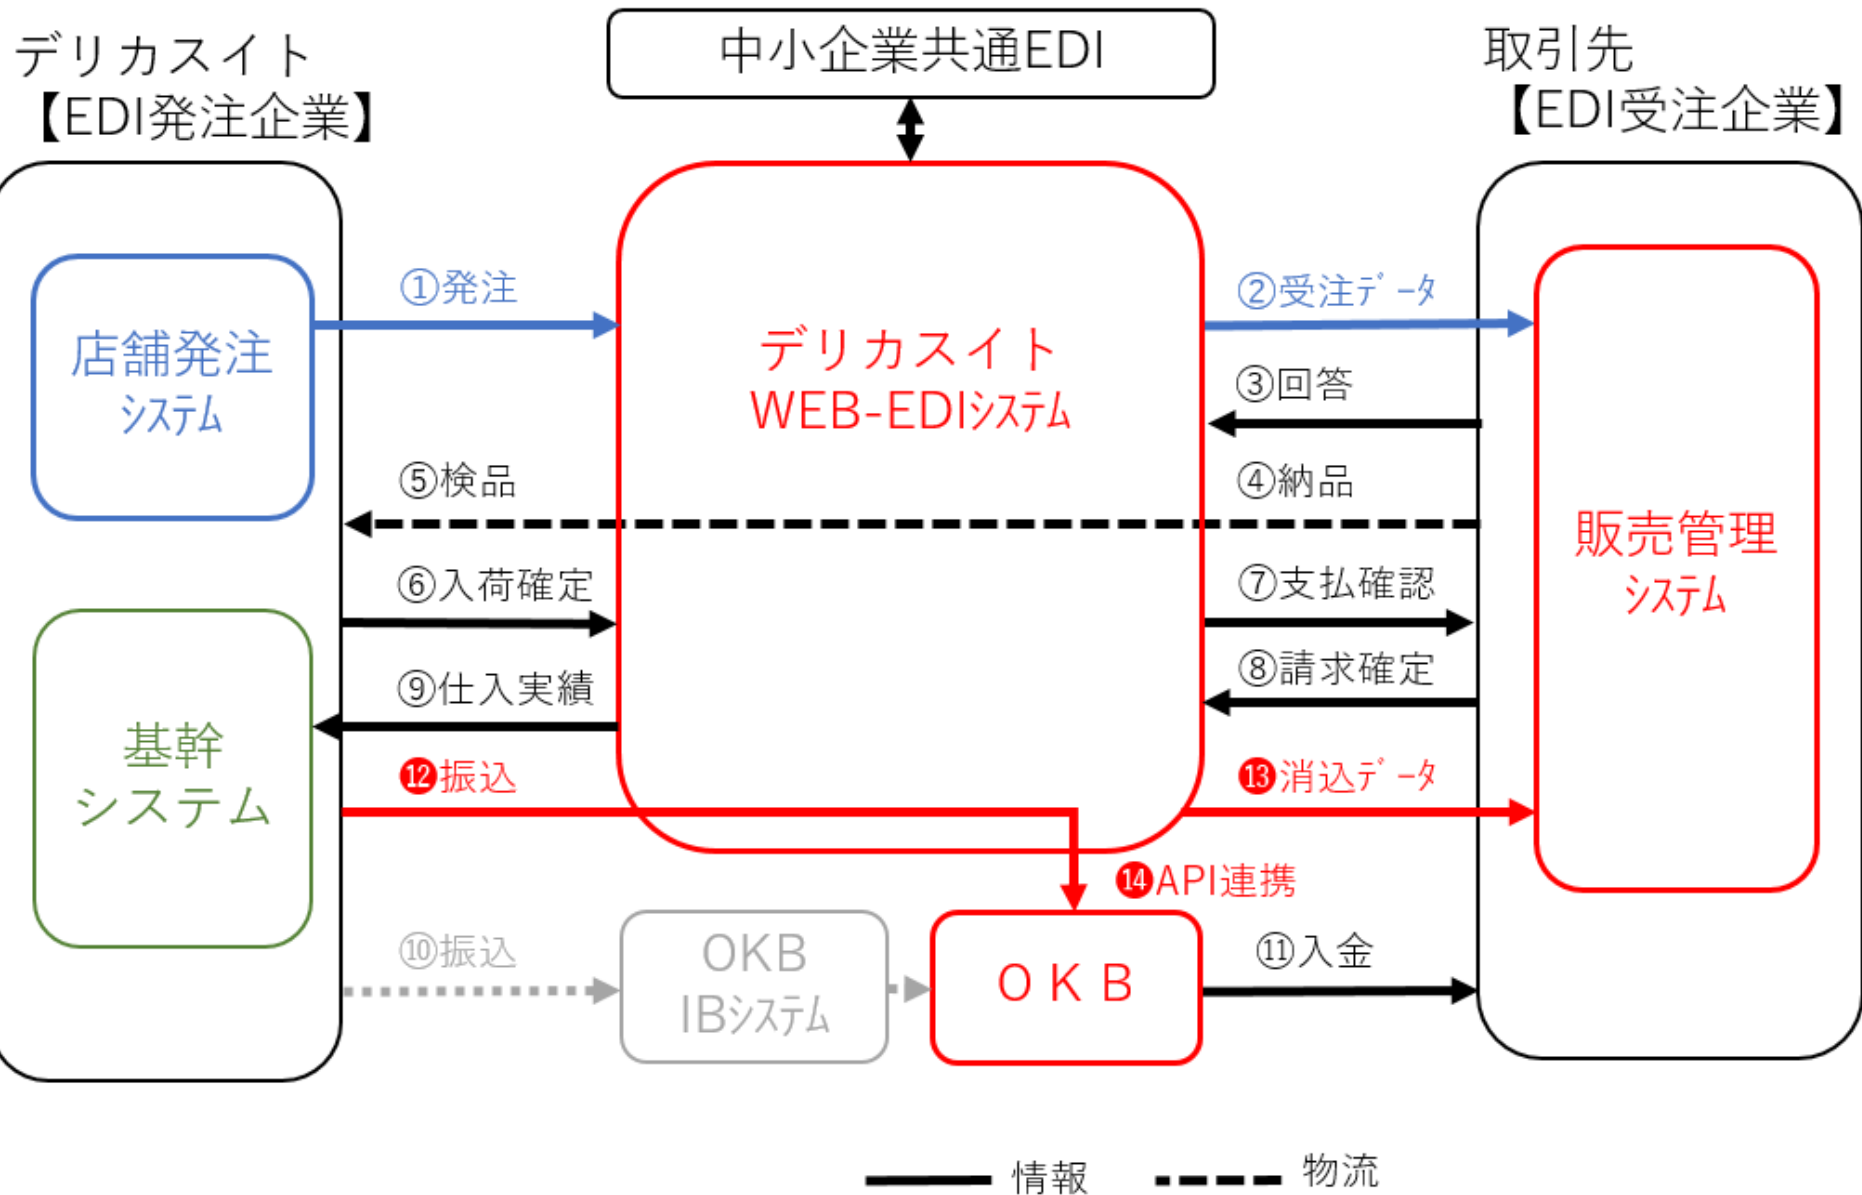 デリカスイト
【EDI発注企業】
中小企業共通EDI
取引先
【EDI受注企業】
店舗発注
ｼｽﾃﾑ
①発注
デリカスイト
WEB-EDIｼｽﾃﾑ
②受注ﾃﾞｰﾀ
③回答
⑤検品
④納品
販売管理
ｼｽﾃﾑ
⑥入荷確定
⑦支払確認
⑨仕入実績
⑧請求確定
基幹
システム
⓬振込
⓭消込ﾃﾞｰﾀ
⓮API連携
⑩振込
OKB
IBｼｽﾃﾑ
ＯＫＢ
⑪入金
情報
物流